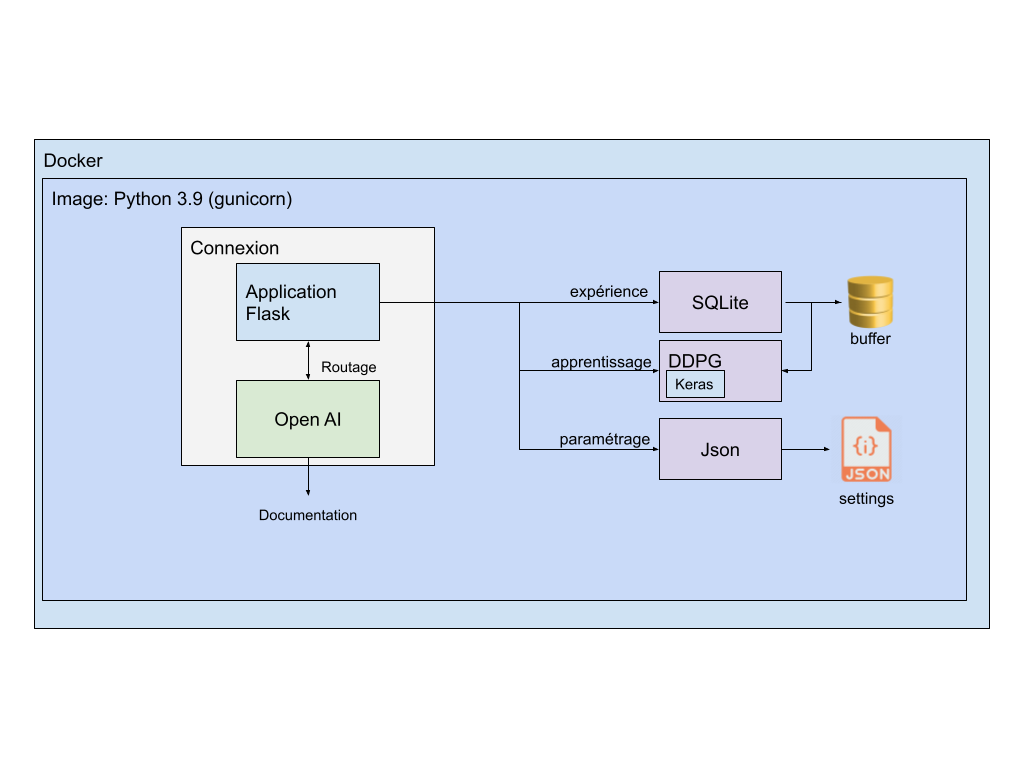 Docker
Image: Python 3.9 (gunicorn)
Connexion
Application
Flask
Routage
Open AI
Documentation
expérience
SQLite
buffer
apprentissage
DDPG
Keras
paramétrage
Json
{i}
JSON
settings